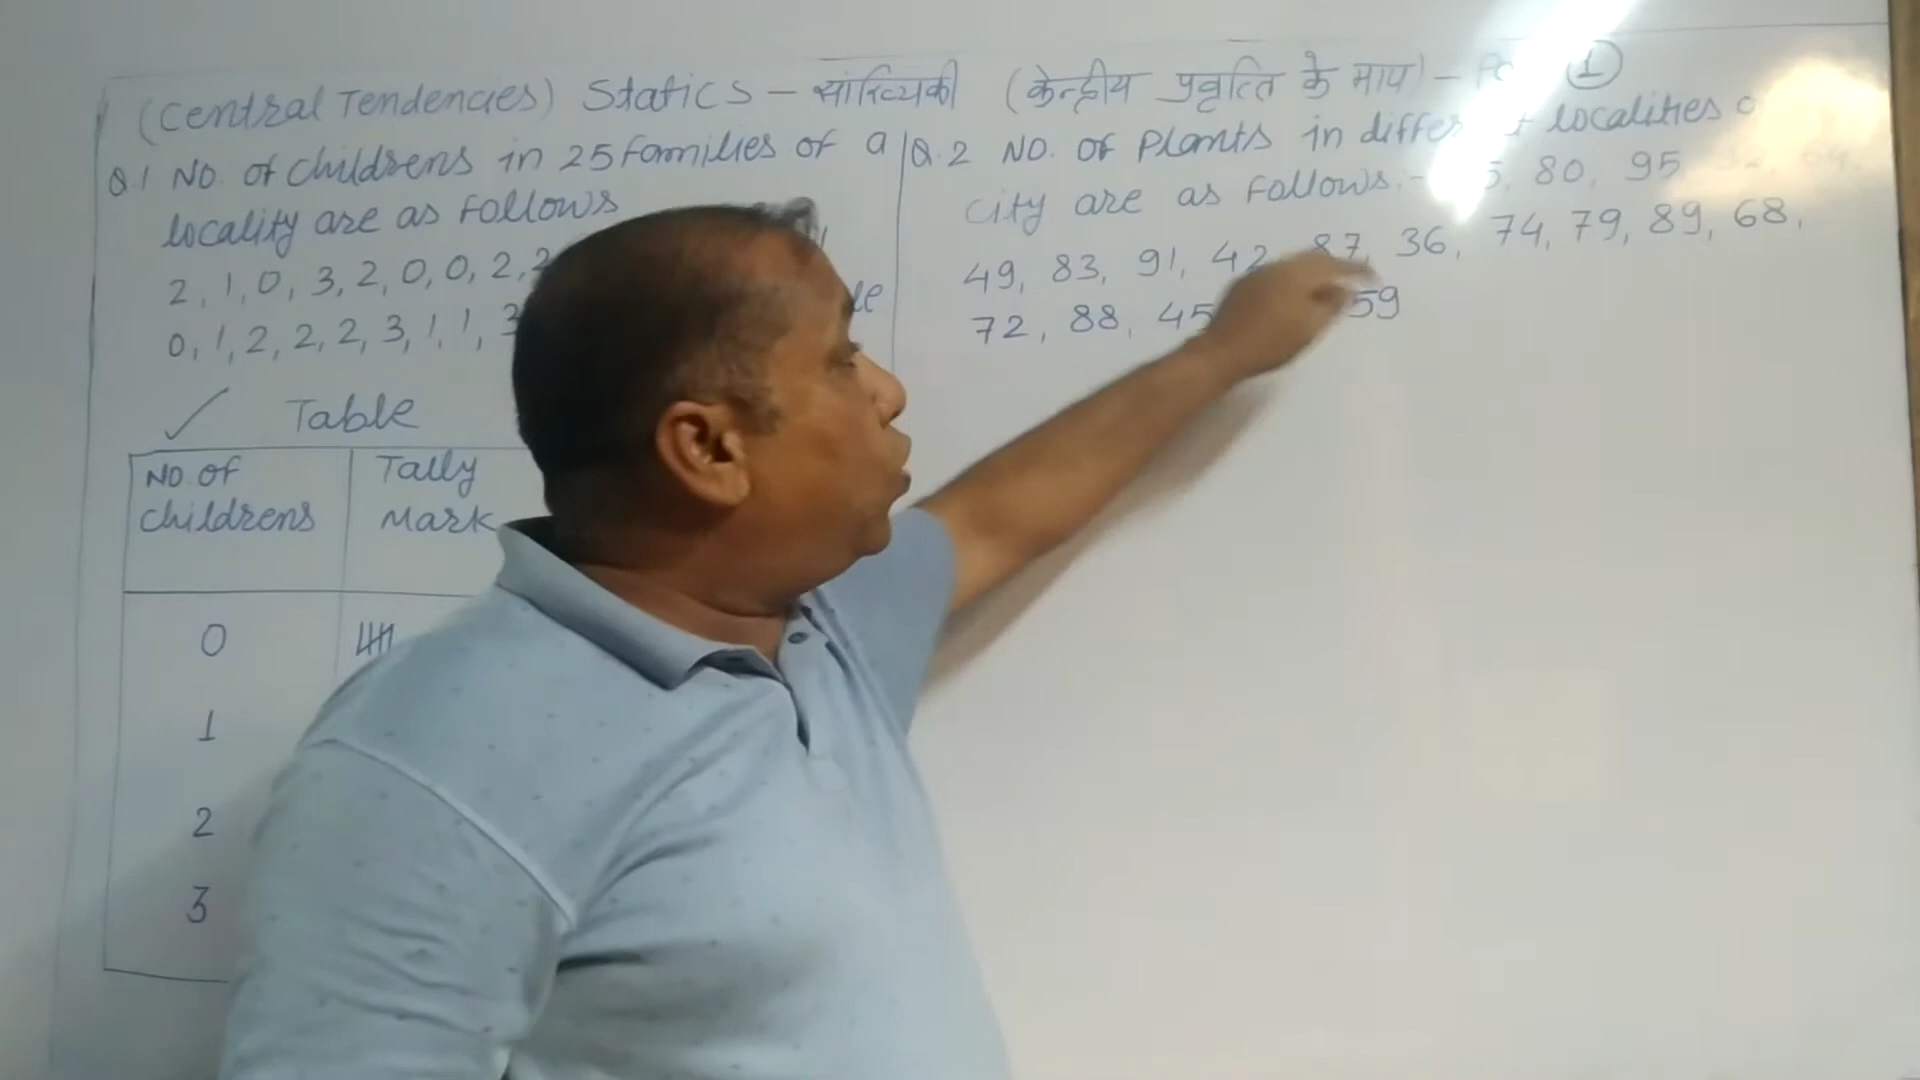 (Central Tendencies) Statics – सांख्यिकी (केन्द्रीय प्रवृत्ति के माप) – ①
Q.1 No. of childrens in 25 families of a
locality are as follows
2, 1, 0, 3, 2, 0, 0, 2, 2
0, 1, 2, 2, 2, 3, 1, 1, 3
✓ Table
No. of childrens
Tally Mark
0 卌
1
2
3
Q.2 No. of Plants in different localities
city are as follows.- 80, 95
49, 83, 91, 42, 87, 36, 74, 79, 89, 68,
72, 88, 45 59